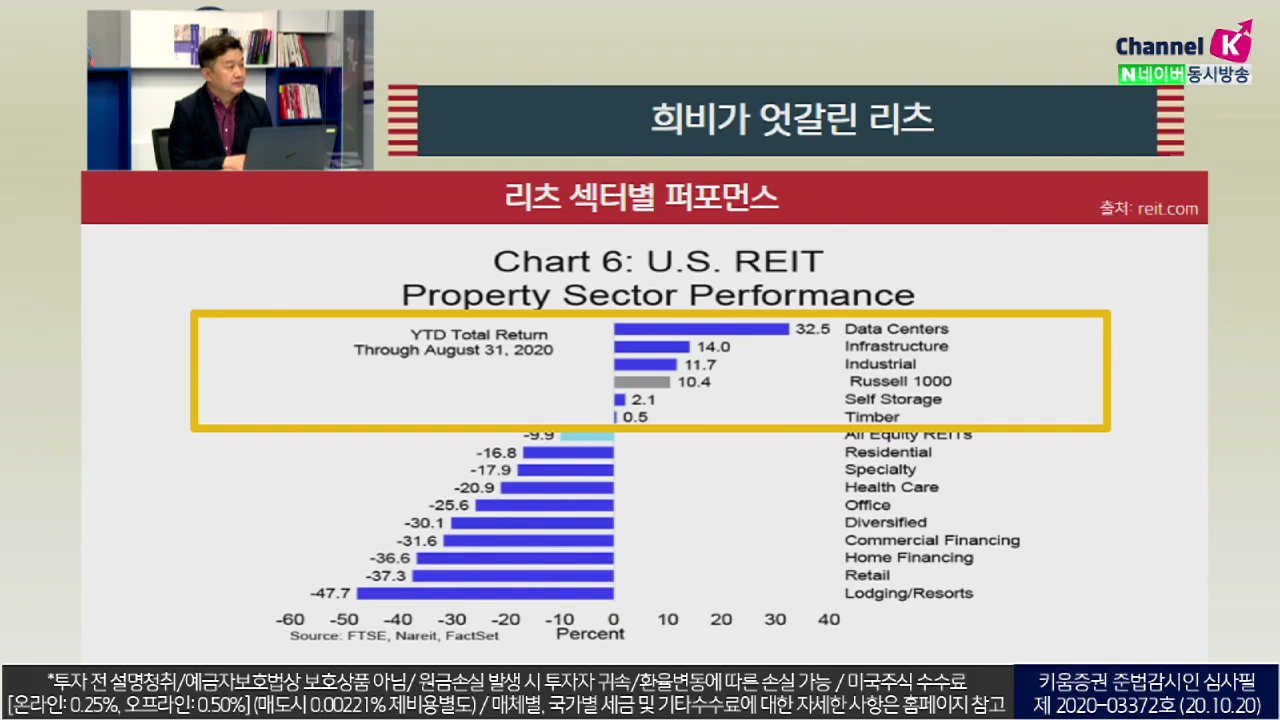 Channel K
N 네이버 동시방송
희비가 엇갈린 리츠
리츠 섹터별 퍼포먼스
출처: reit.com
Chart 6: U.S. REIT
Property Sector Performance
YTD Total Return
Through August 31, 2020
32.5 Data Centers
14.0 Infrastructure
11.7 Industrial
10.4 Russell 1000
2.1 Self Storage
0.5 Timber
-9.9 All Equity REITs
-16.8 Residential
-17.9 Specialty
-20.9 Health Care
-25.6 Office
-30.1 Diversified
-31.6 Commercial Financing
-36.6 Home Financing
-37.3 Retail
-47.7 Lodging/Resorts
-60 -50 -40 -30 -20 -10 0 10 20 30 40
Source: FTSE, Nareit, FactSet
Percent
*투자 전 설명청취/예금자보호법상 보호상품 아님/ 원금손실 발생 시 투자자 귀속/환율변동에 따른 손실 가능 / 미국주식 수수료
[온라인: 0.25%, 오프라인: 0.50%] (매도시 0.00221% 제비용별도) / 매체별, 국가별 세금 및 기타수수료에 대한 자세한 사항은 홈페이지 참고
키움증권 준법감시인 심사필
제 2020-03372호 (20.10.20)